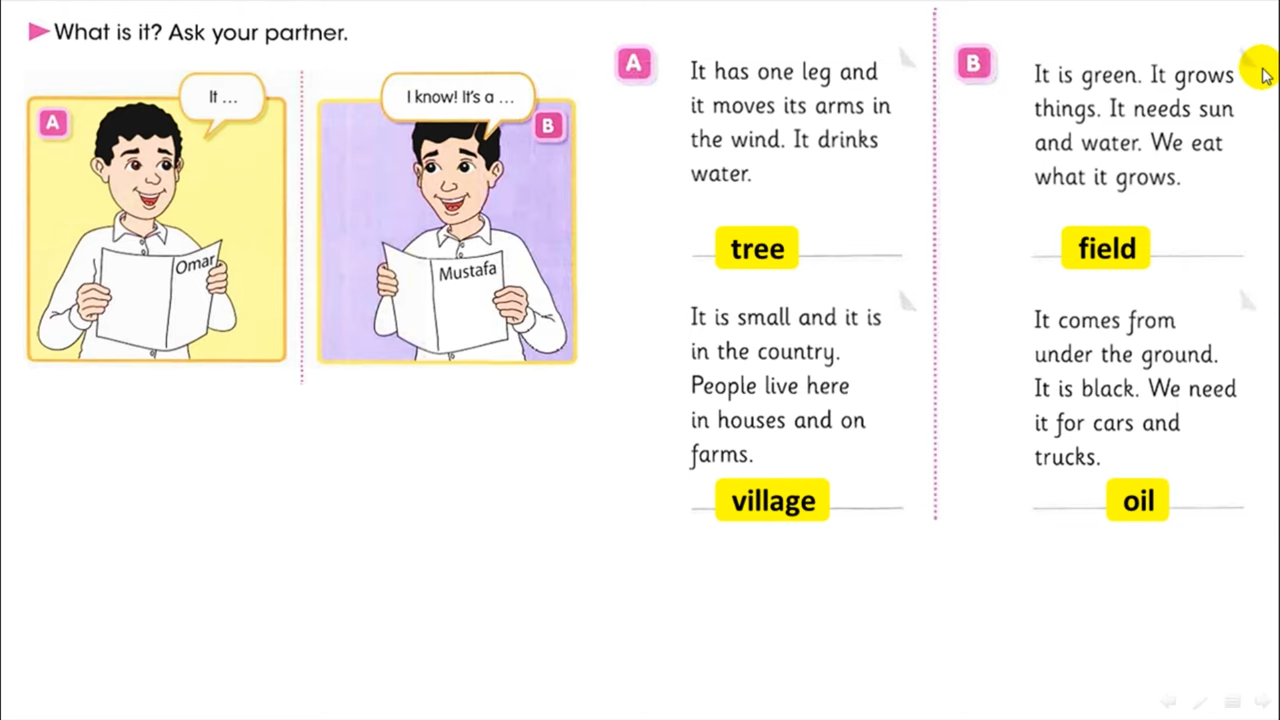 What is it? Ask your partner.
A
It ...
Omar
I know! It's a ...
B
Mustafa
A
It has one leg and
it moves its arms in
the wind. It drinks
water.
tree
It is small and it is
in the country.
People live here
in houses and on
farms.
village
B
It is green. It grows
things. It needs sun
and water. We eat
what it grows.
field
It comes from
under the ground.
It is black. We need
it for cars and
trucks.
oil